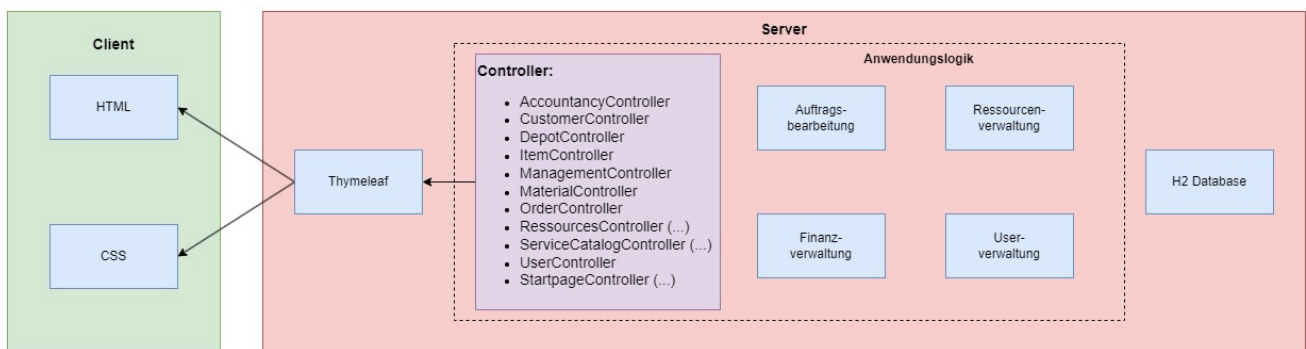 Client
HTML
CSS
Server
Thymeleaf
Controller:
• AccountancyController
• CustomerController
• DepotController
• ItemController
• ManagementController
• MaterialController
• OrderController
• RessourcesController (...)
• ServiceCatalogController (...)
• UserController
• StartpageController (...)
Anwendungslogik
Auftrags-
bearbeitung
Ressourcen-
verwaltung
Finanz-
verwaltung
User-
verwaltung
H2 Database